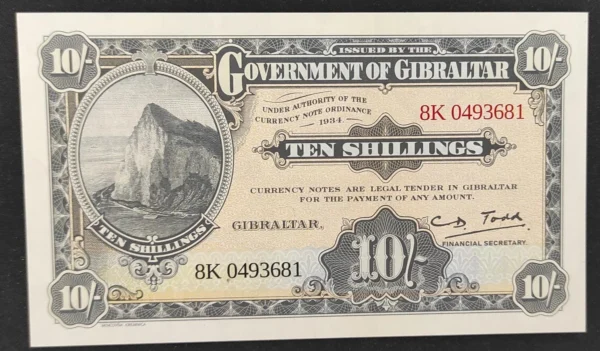 10/-
ISSUED BY THE
10/-
GOVERNMENT OF GIBRALTAR
UNDER AUTHORITY OF THE
CURRENCY NOTE ORDINANCE
1934.
8K 0493681
TEN SHILLINGS
CURRENCY NOTES ARE LEGAL TENDER IN GIBRALTAR
FOR THE PAYMENT OF ANY AMOUNT.
GIBRALTAR,
C D Todd
FINANCIAL SECRETARY.
TEN SHILLINGS
8K 0493681
10/-
10/-
10/-